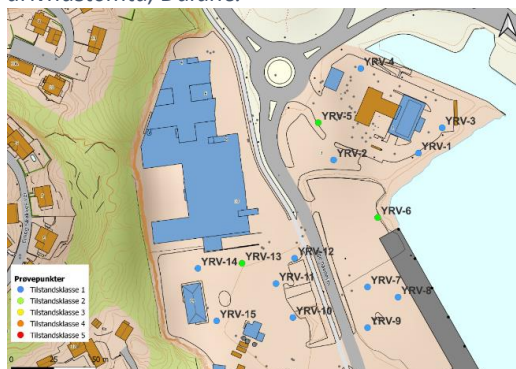 YRV-4
YRV-5
YRV-3
YRV-2
YRV-1
YRV-6
YRV-12
YRV-13
YRV-14
YRV-11
YRV-7
YRV-8
YRV-10
YRV-15
YRV-9
Prøvepunkter
Tilstandsklasse 1
Tilstandsklasse 2
Tilstandsklasse 3
Tilstandsklasse 4
Tilstandsklasse 5
0 25 50 m